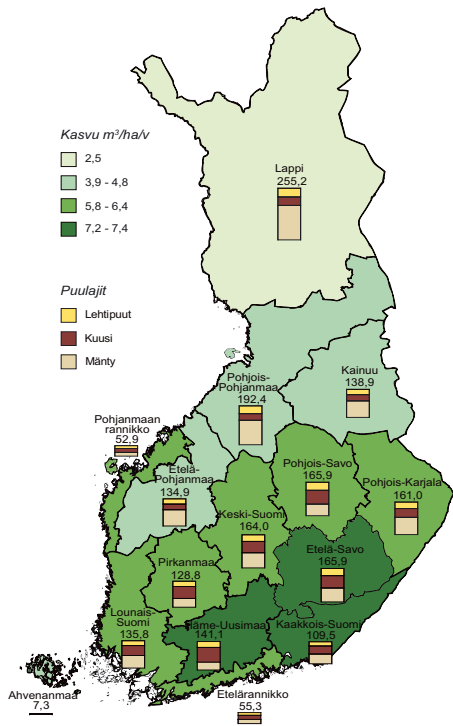 Kasvu m³/ha/v
2,5
3,9 - 4,8
5,8 - 6,4
7,2 - 7,4
Puulajit
Lehtipuut
Kuusi
Mänty
Lappi
255,2
Kainuu
138,9
Pohjois-
Pohjanmaa
192,4
Pohjanmaan
rannikko
52,9
Etelä-
Pohjanmaa
134,9
Pohjois-Savo
165,9
Pohjois-Karjala
161,0
Keski-Suomi
164,0
Etelä-Savo
165,9
Pirkanmaa
128,8
Lounais-
Suomi
135,8
Häme-Uusimaa
141,1
Kaakkois-Suomi
109,5
Ahvenanmaa
7,3
Etelärannikko
55,3